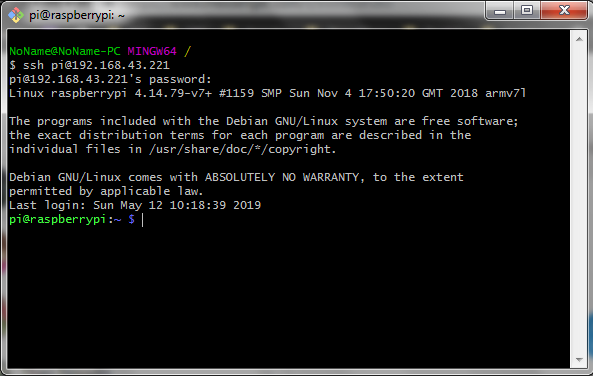 pi@raspberrypi: ~
NoName@NoName-PC MINGW64 /
$ ssh pi@192.168.43.221
pi@192.168.43.221's password:
Linux raspberrypi 4.14.79-v7+ #1159 SMP Sun Nov 4 17:50:20 GMT 2018 armv7l
The programs included with the Debian GNU/Linux system are free software;
the exact distribution terms for each program are described in the
individual files in /usr/share/doc/*/copyright.
Debian GNU/Linux comes with ABSOLUTELY NO WARRANTY, to the extent
permitted by applicable law.
Last login: Sun May 12 10:18:39 2019
pi@raspberrypi:~ $